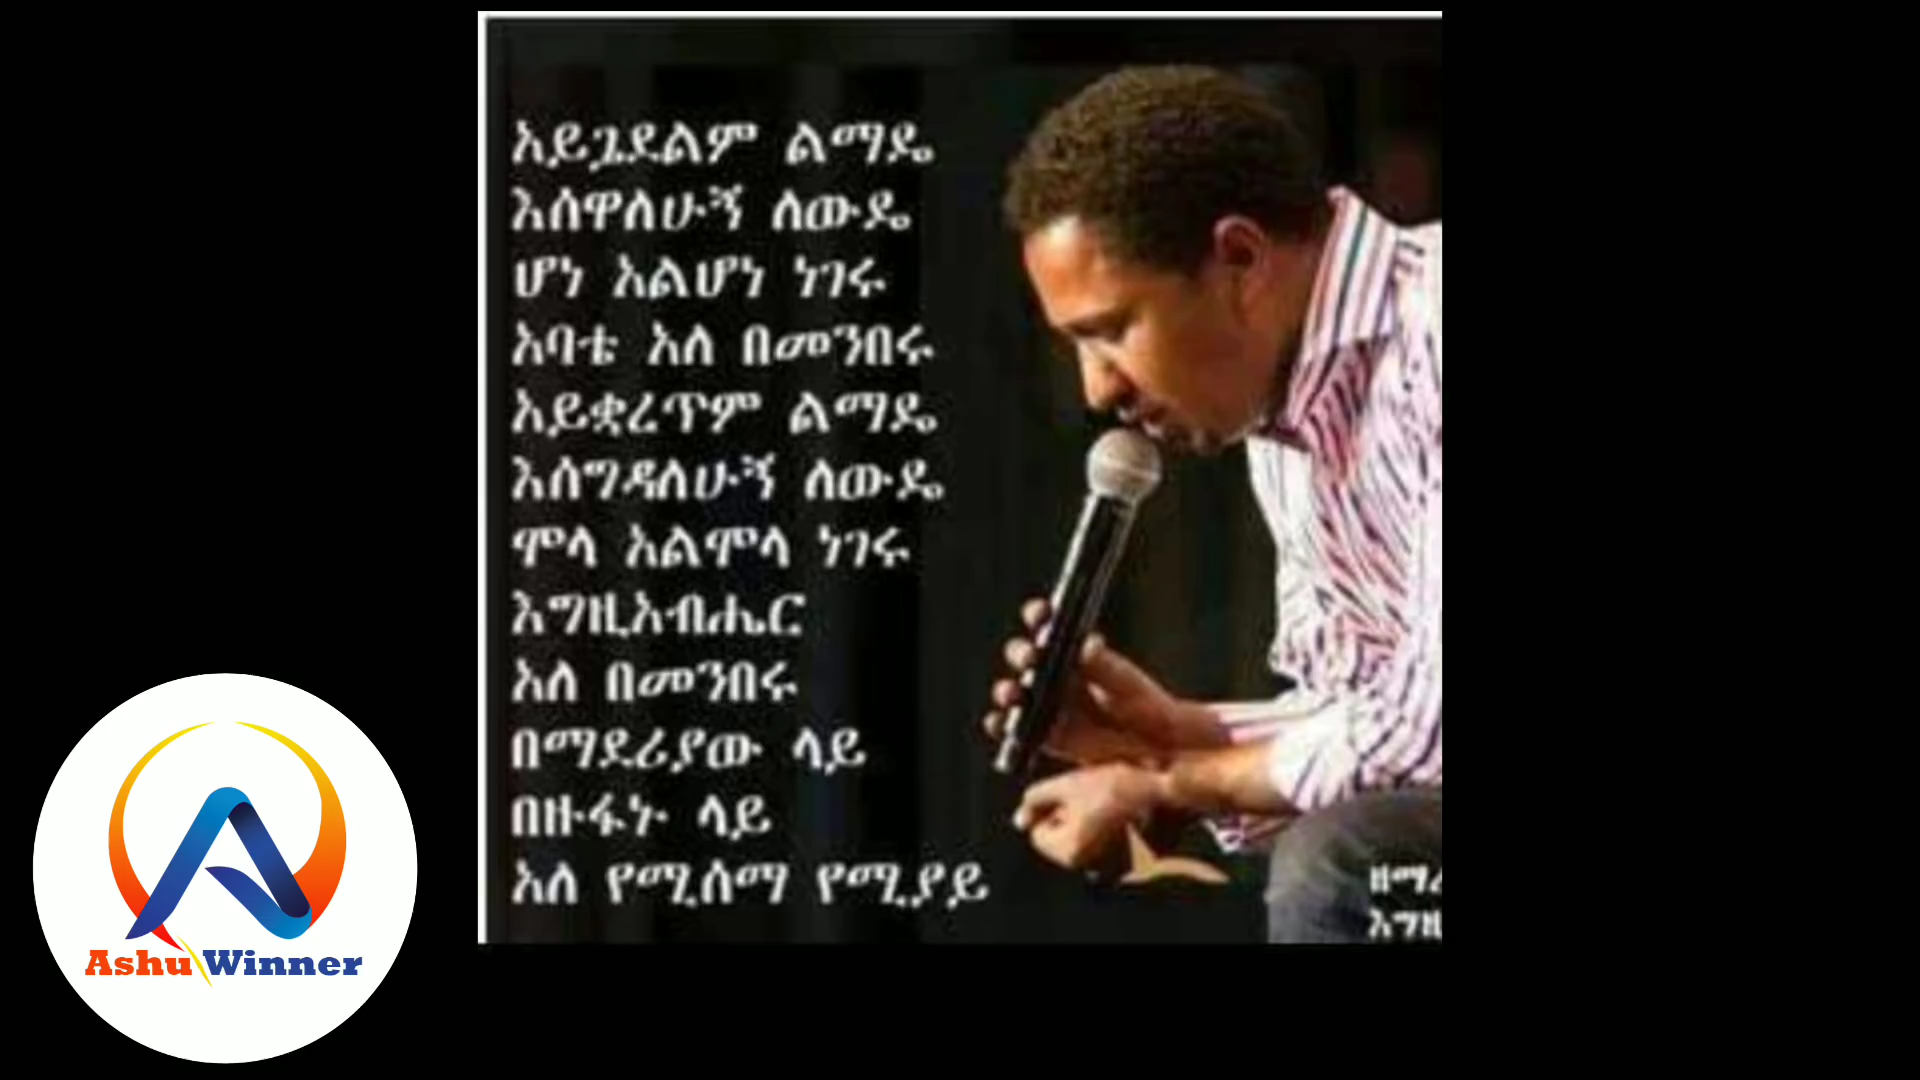 አይጓደልም ልማዴ
እሰዋለሁኝ ለውዴ
ሆነ አልሆነ ነገሩ
አባቴ አለ በመንበሩ
አይቋረጥም ልማዴ
እሰግዳለሁኝ ለውዴ
ሞላ አልሞላ ነገሩ
እግዚአብሔር
አለ በመንበሩ
በማደሪያው ላይ
በዙፋኑ ላይ
አለ የሚሰማ የሚያይ
Ashu Winner